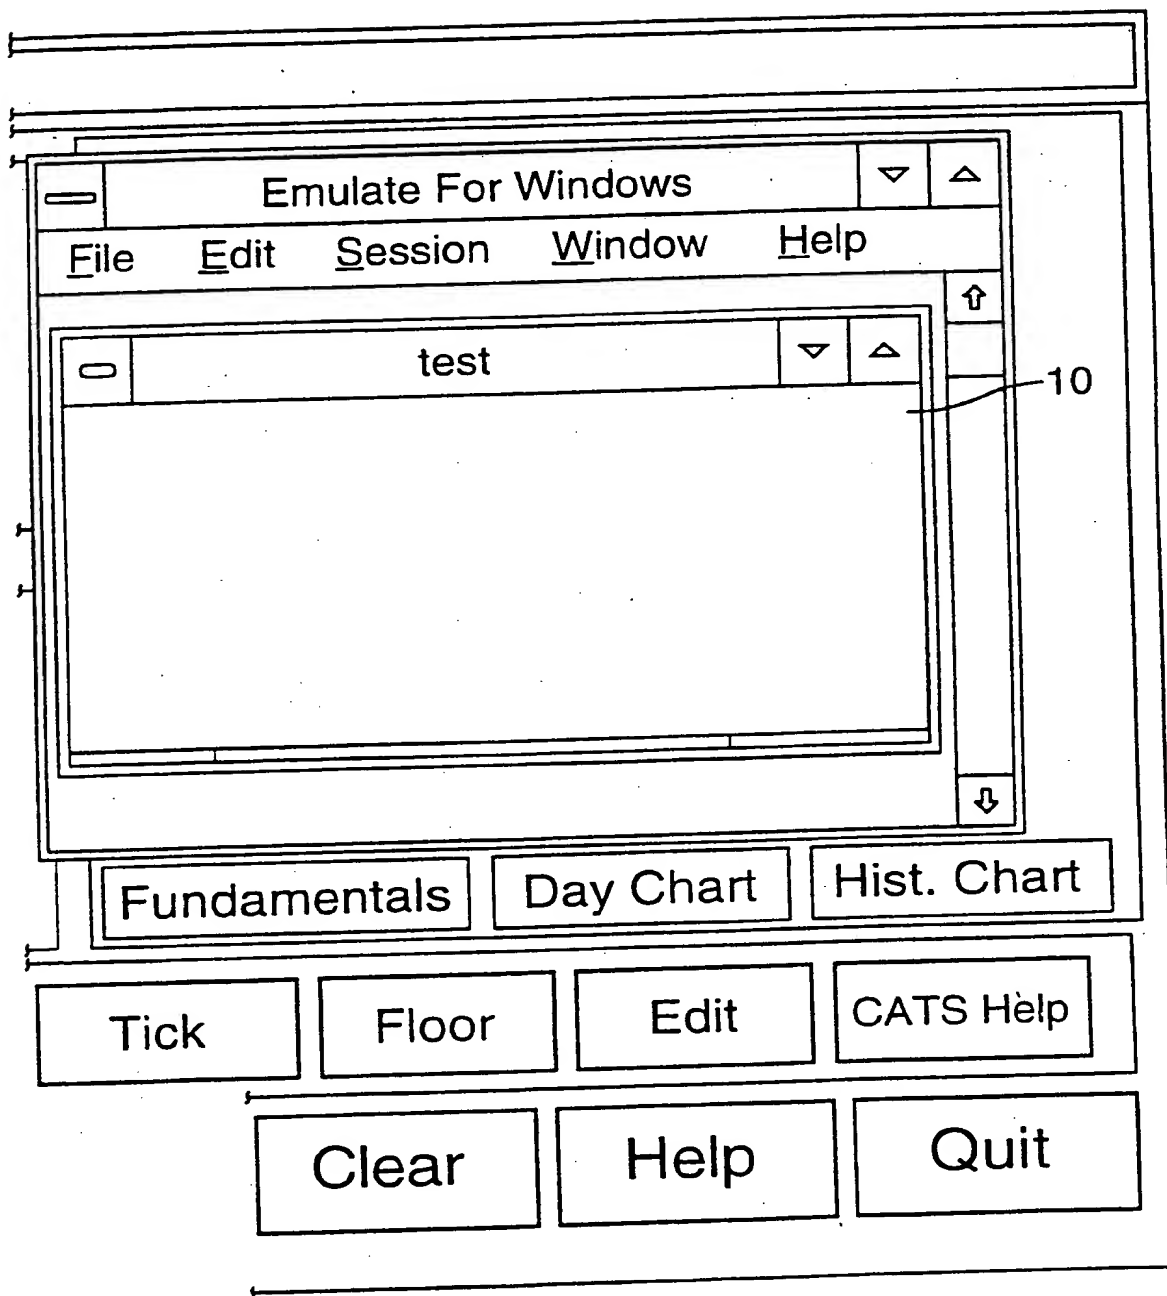 Emulate For Windows
File Edit Session Window Help
test
10
Fundamentals Day Chart Hist. Chart
Tick Floor Edit CATS Help
Clear Help Quit